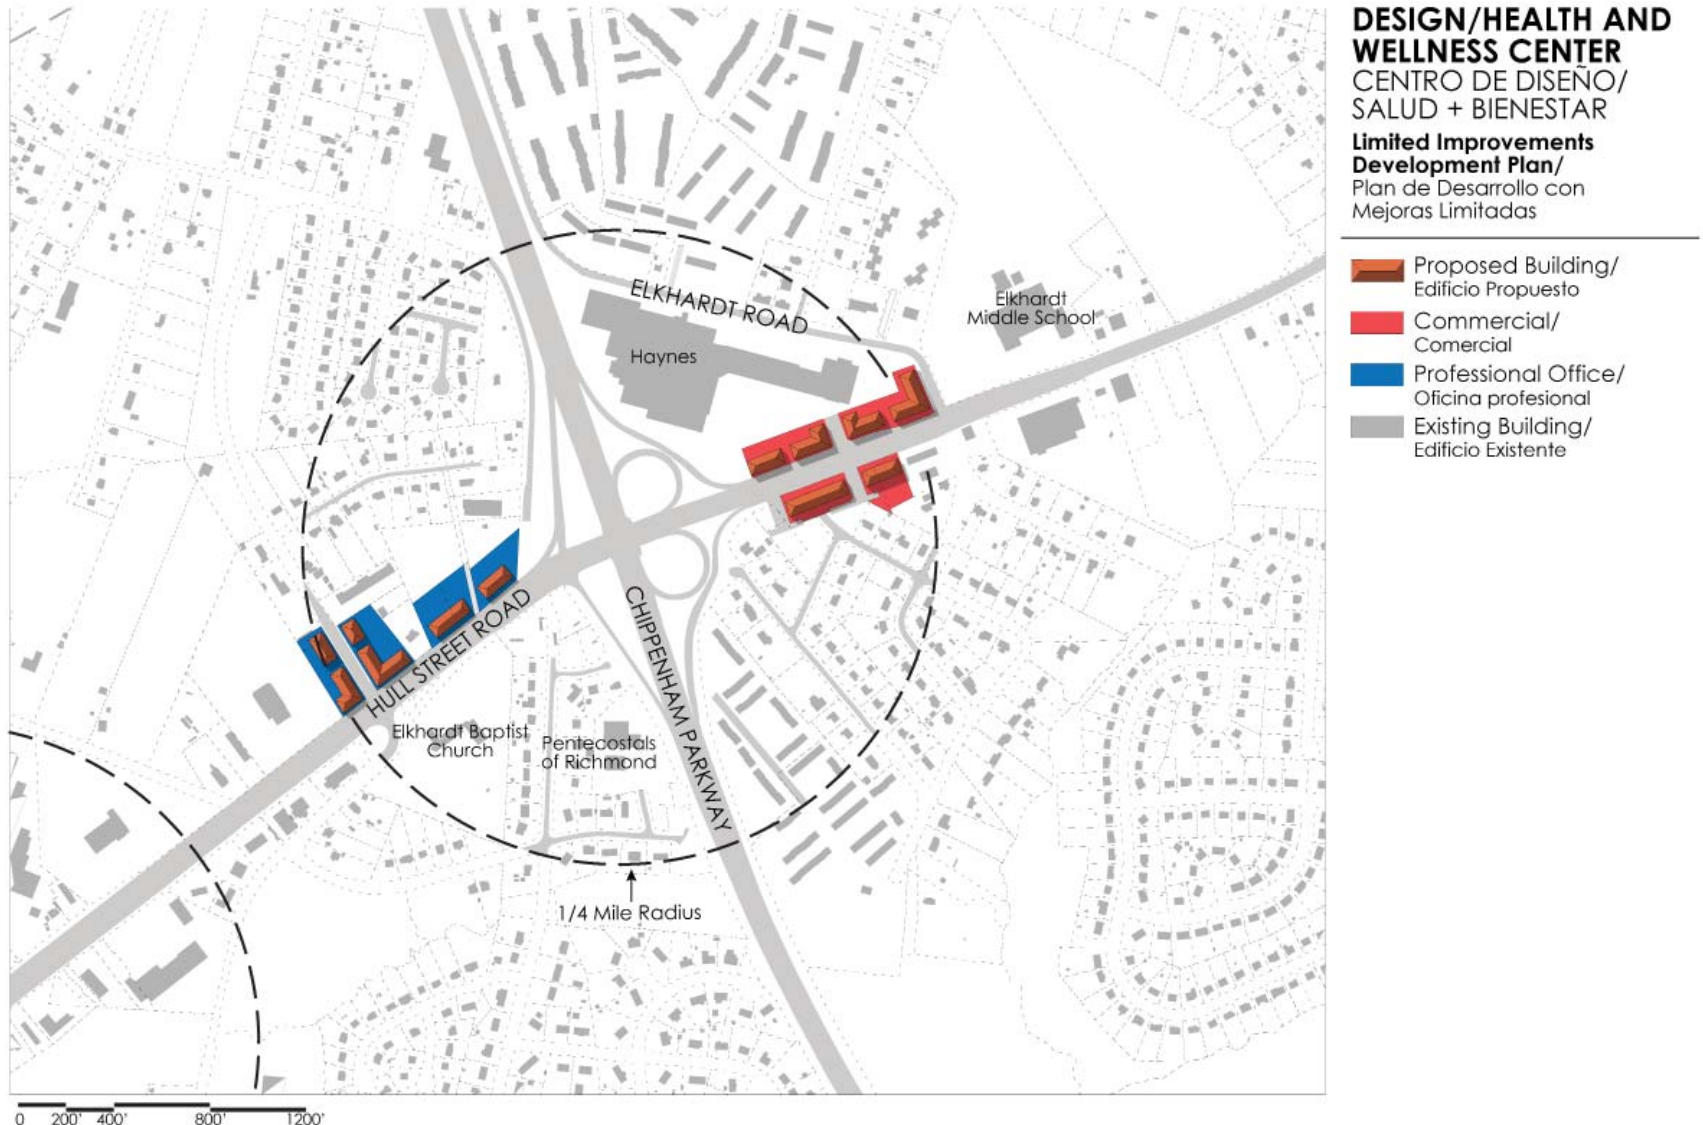 DESIGN/HEALTH AND
WELLNESS CENTER
CENTRO DE DISEÑO/
SALUD + BIENESTAR
Limited Improvements
Development Plan/
Plan de Desarrollo con
Mejoras Limitadas
Proposed Building/
Edificio Propuesto
Commercial/
Comercial
Professional Office/
Oficina profesional
Existing Building/
Edificio Existente
ELKHARDT ROAD
Elkhardt
Middle School
Haynes
HULL STREET ROAD
CHIPPENHAM PARKWAY
Elkhardt Baptist
Church
Pentecostals
of Richmond
1/4 Mile Radius
0 200' 400' 800' 1200'